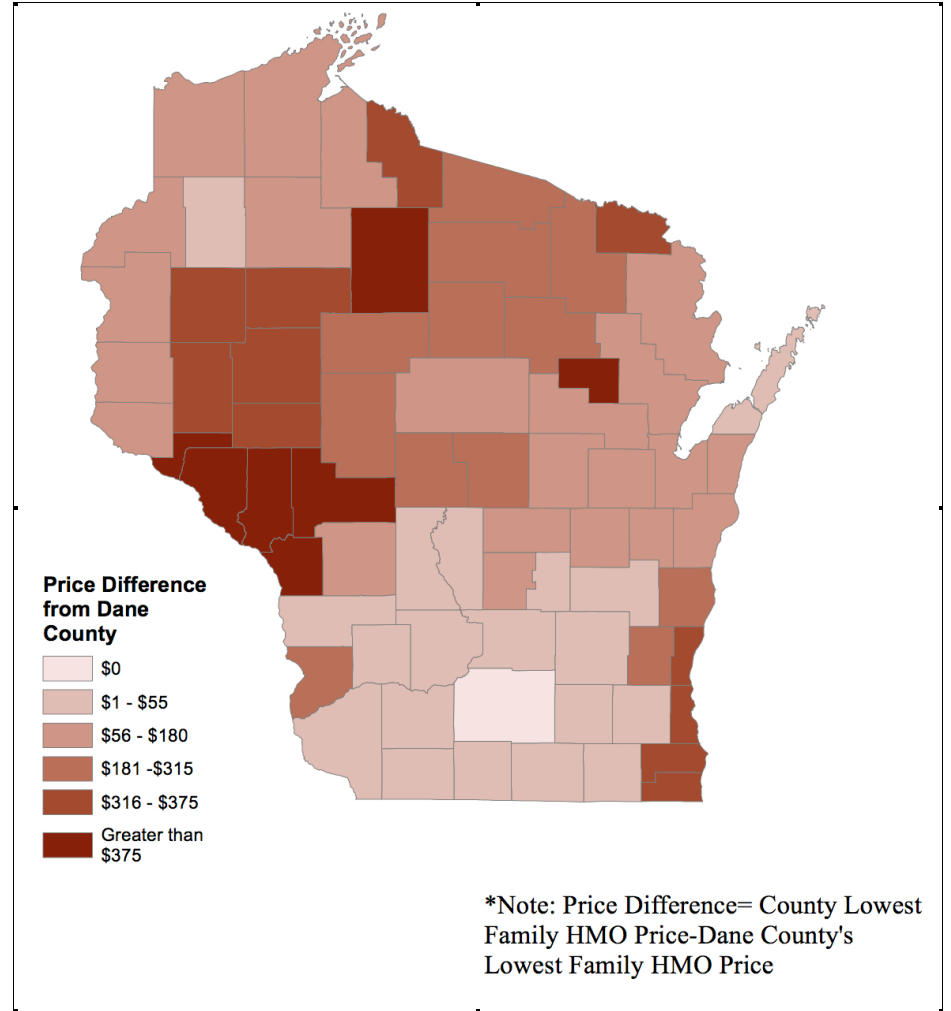 Price Difference
from Dane
County
$0
$1 - $55
$56 - $180
$181 -$315
$316 - $375
Greater than
$375
*Note: Price Difference= County Lowest
Family HMO Price-Dane County's
Lowest Family HMO Price